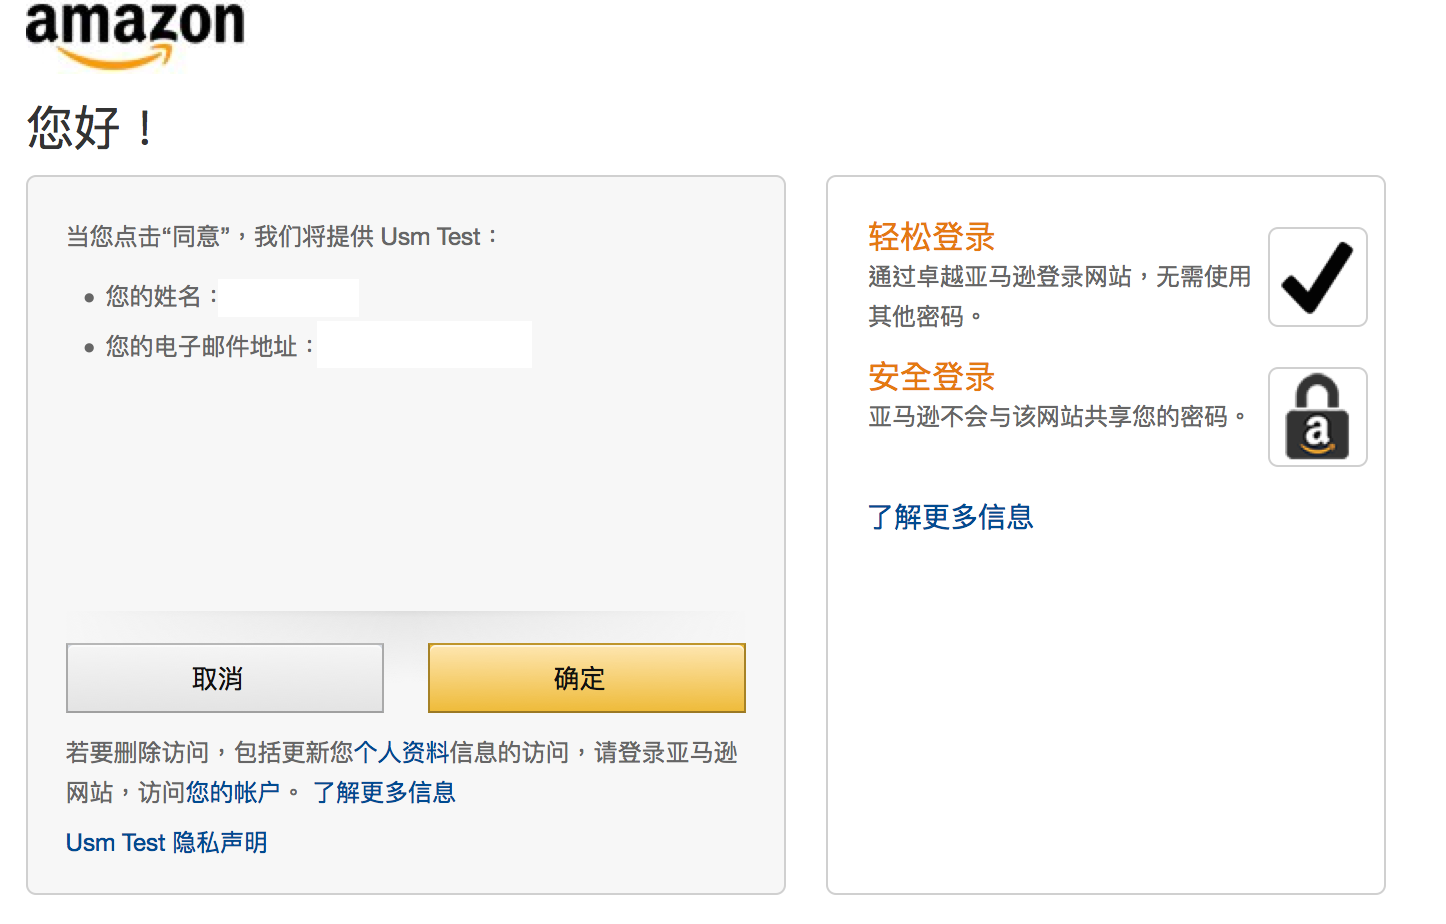 amazon
您好！
当您点击“同意”，我们将提供 Usm Test：
您的姓名：
您的电子邮件地址：
取消
确定
若要删除访问，包括更新您个人资料信息的访问，请登录亚马逊
网站，访问您的帐户。 了解更多信息
Usm Test 隐私声明
轻松登录
通过卓越亚马逊登录网站，无需使用
其他密码。
安全登录
亚马逊不会与该网站共享您的密码。
a
了解更多信息